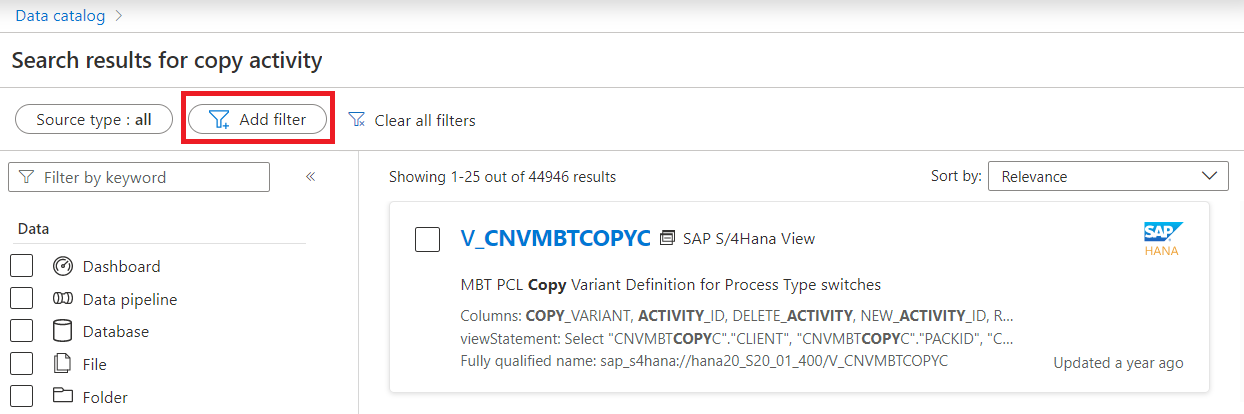 Data catalog >
Search results for copy activity
Source type : all
Add filter
Clear all filters
Filter by keyword
«
Showing 1-25 out of 44946 results
Sort by:
Relevance
Data
Dashboard
Data pipeline
Database
File
Folder
V_CNVMBTCOPYC
SAP S/4Hana View
SAP
HANA
MBT PCL Copy Variant Definition for Process Type switches
Columns: COPY_VARIANT, ACTIVITY_ID, DELETE_ACTIVITY, NEW_ACTIVITY_ID, R...
viewStatement: Select "CNVMBTCOPYC"."CLIENT", "CNVMBTCOPYC"."PACKID", "C...
Fully qualified name: sap_s4hana://hana20_S20_01_400/V_CNVMBTCOPYC
Updated a year ago